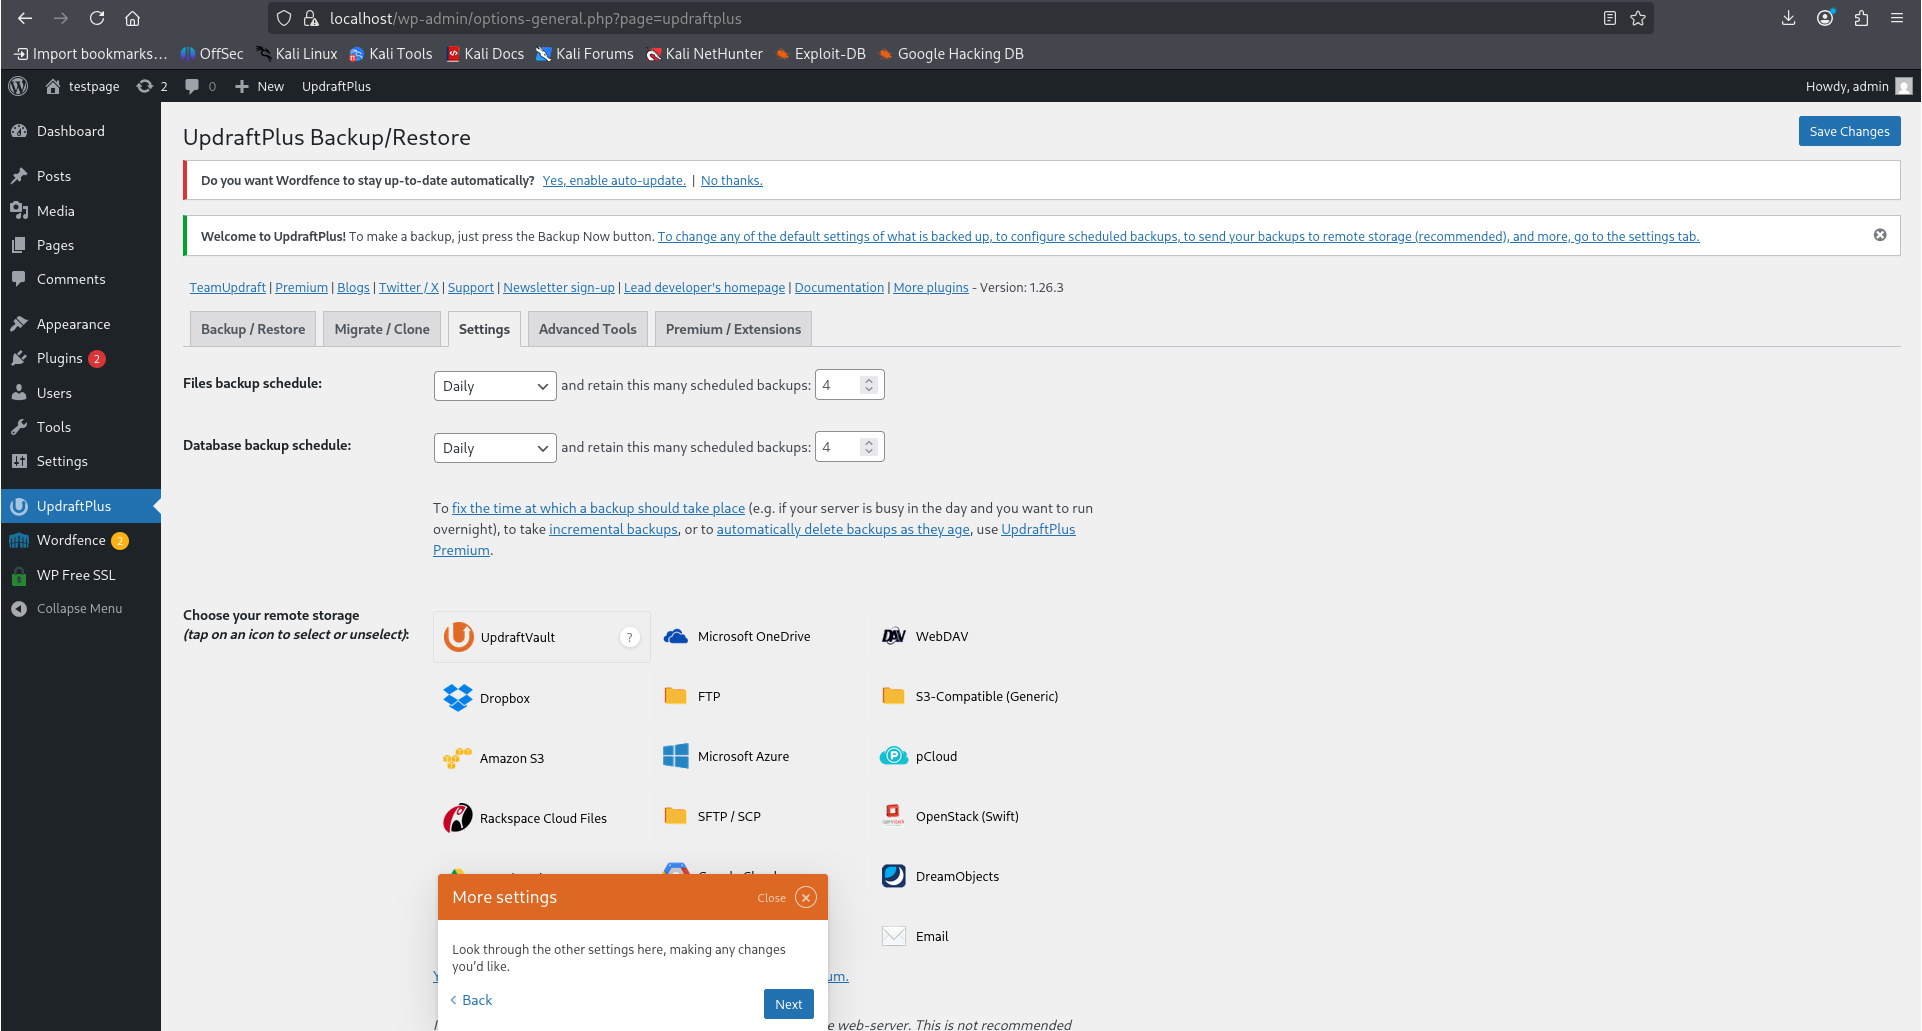 localhost/wp-admin/options-general.php?page=updraftplus
Import bookmarks... OffSec Kali Linux Kali Tools Kali Docs Kali Forums Kali NetHunter Exploit-DB Google Hacking DB
testpage 2 0 New UpdraftPlus Howdy, admin
Dashboard
Posts
Media
Pages
Comments
Appearance
Plugins 2
Users
Tools
Settings
UpdraftPlus
Wordfence 2
WP Free SSL
Collapse Menu
UpdraftPlus Backup/Restore
Save Changes
Do you want Wordfence to stay up-to-date automatically? Yes, enable auto-update. | No thanks.
Welcome to UpdraftPlus! To make a backup, just press the Backup Now button. To change any of the default settings of what is backed up, to configure scheduled backups, to send your backups to remote storage (recommended), and more, go to the settings tab.
TeamUpdraft | Premium | Blogs | Twitter / X | Support | Newsletter sign-up | Lead developer's homepage | Documentation | More plugins - Version: 1.26.3
Backup / Restore Migrate / Clone Settings Advanced Tools Premium / Extensions
Files backup schedule: Daily and retain this many scheduled backups: 4
Database backup schedule: Daily and retain this many scheduled backups: 4
To fix the time at which a backup should take place (e.g. if your server is busy in the day and you want to run
overnight), to take incremental backups, or to automatically delete backups as they age, use UpdraftPlus
Premium.
Choose your remote storage
(tap on an icon to select or unselect):
UpdraftVault ? Microsoft OneDrive WebDAV
Dropbox FTP S3-Compatible (Generic)
Amazon S3 Microsoft Azure pCloud
Rackspace Cloud Files SFTP / SCP OpenStack (Swift)
DreamObjects
Email
More settings Close
Look through the other settings here, making any changes
you'd like.
Back Next
web-server. This is not recommended